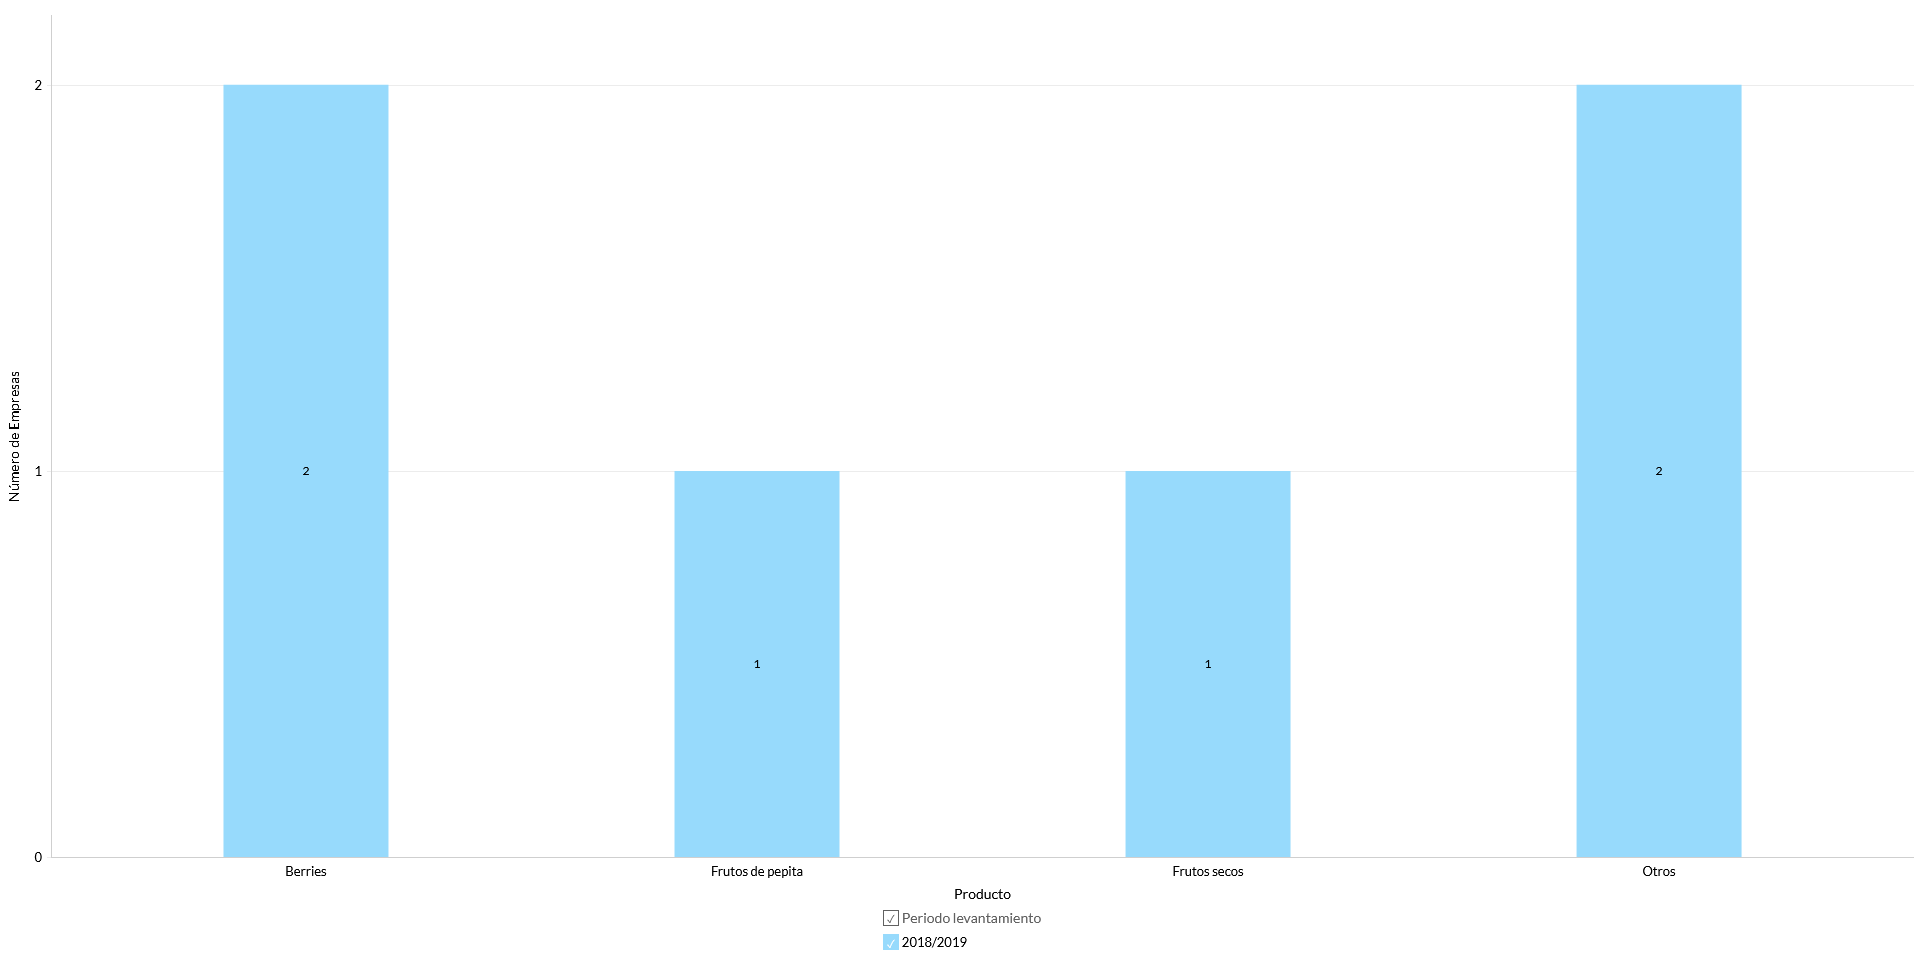 Número de Empresas
2
1
0
2
1
1
2
Berries
Frutos de pepita
Frutos secos
Otros
Producto
Periodo levantamiento
2018/2019